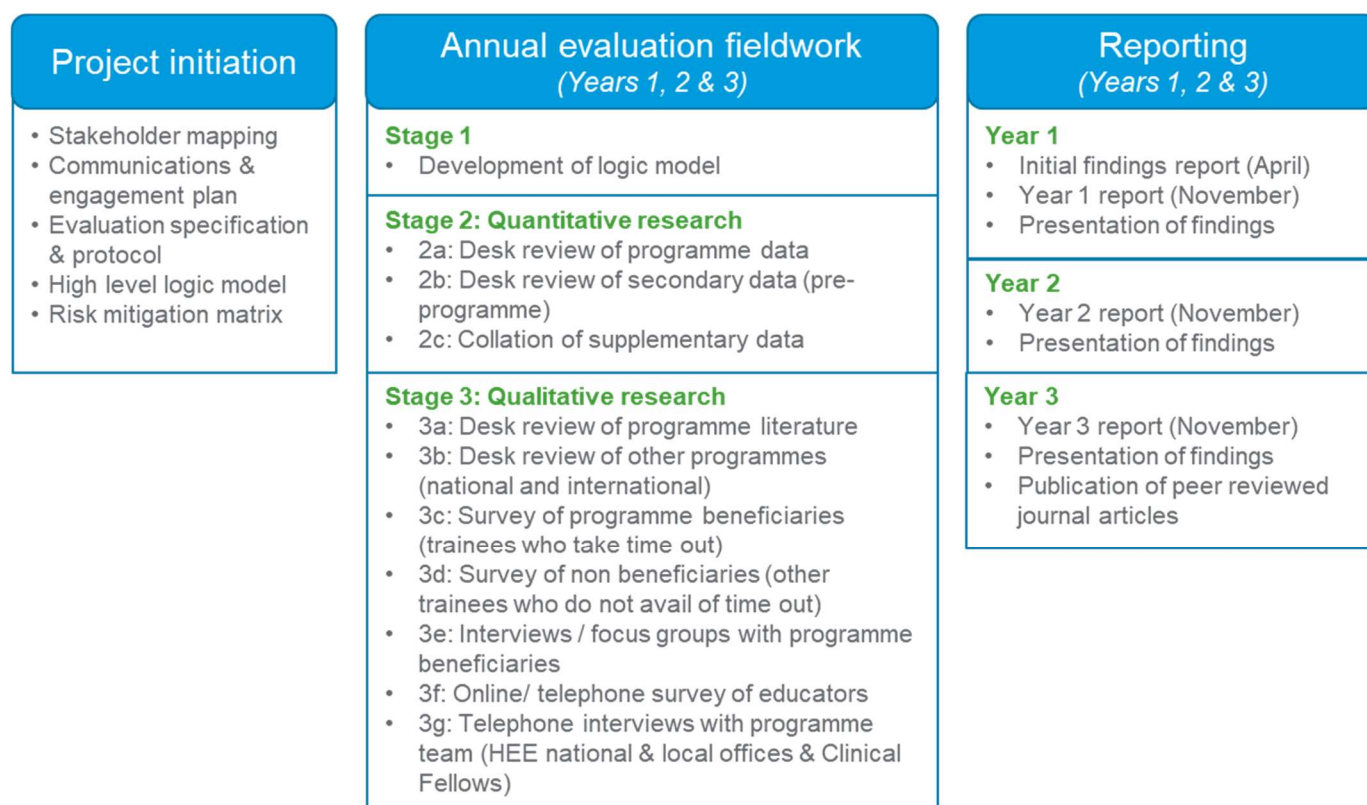 Project initiation
• Stakeholder mapping
• Communications &
engagement plan
• Evaluation specification
& protocol
• High level logic model
• Risk mitigation matrix
Annual evaluation fieldwork
(Years 1, 2 & 3)
Stage 1
• Development of logic model
Stage 2: Quantitative research
• 2a: Desk review of programme data
• 2b: Desk review of secondary data (pre-
programme)
• 2c: Collation of supplementary data
Stage 3: Qualitative research
• 3a: Desk review of programme literature
• 3b: Desk review of other programmes
(national and international)
• 3c: Survey of programme beneficiaries
(trainees who take time out)
• 3d: Survey of non beneficiaries (other
trainees who do not avail of time out)
• 3e: Interviews / focus groups with programme
beneficiaries
• 3f: Online/ telephone survey of educators
• 3g: Telephone interviews with programme
team (HEE national & local offices & Clinical
Fellows)
Reporting
(Years 1, 2 & 3)
Year 1
• Initial findings report (April)
• Year 1 report (November)
• Presentation of findings
Year 2
• Year 2 report (November)
• Presentation of findings
Year 3
• Year 3 report (November)
• Presentation of findings
• Publication of peer reviewed
journal articles